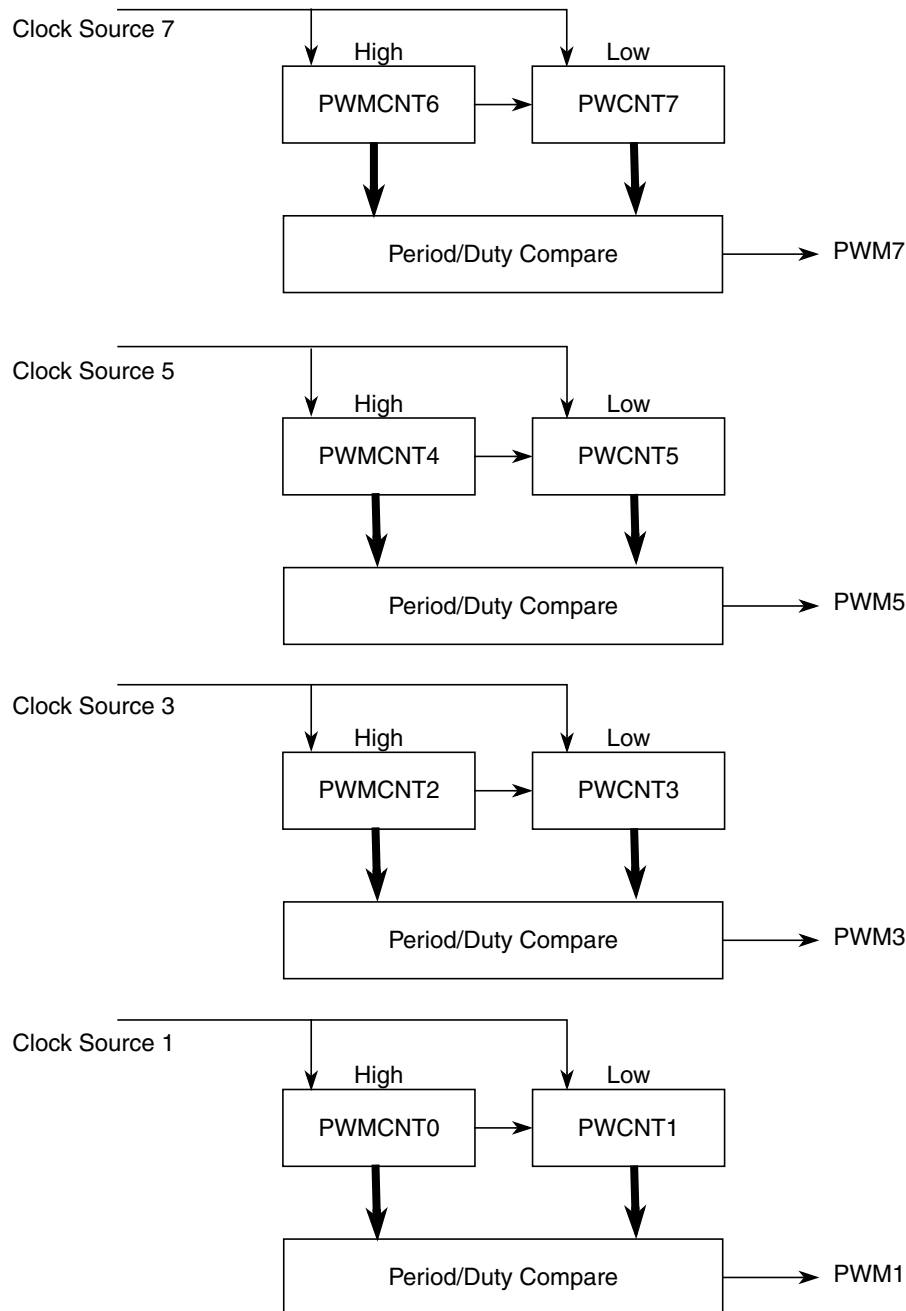 Clock Source 7
High
Low
PWMCNT6
PWCNT7
Period/Duty Compare
PWM7
Clock Source 5
High
Low
PWMCNT4
PWCNT5
Period/Duty Compare
PWM5
Clock Source 3
High
Low
PWMCNT2
PWCNT3
Period/Duty Compare
PWM3
Clock Source 1
High
Low
PWMCNT0
PWCNT1
Period/Duty Compare
PWM1